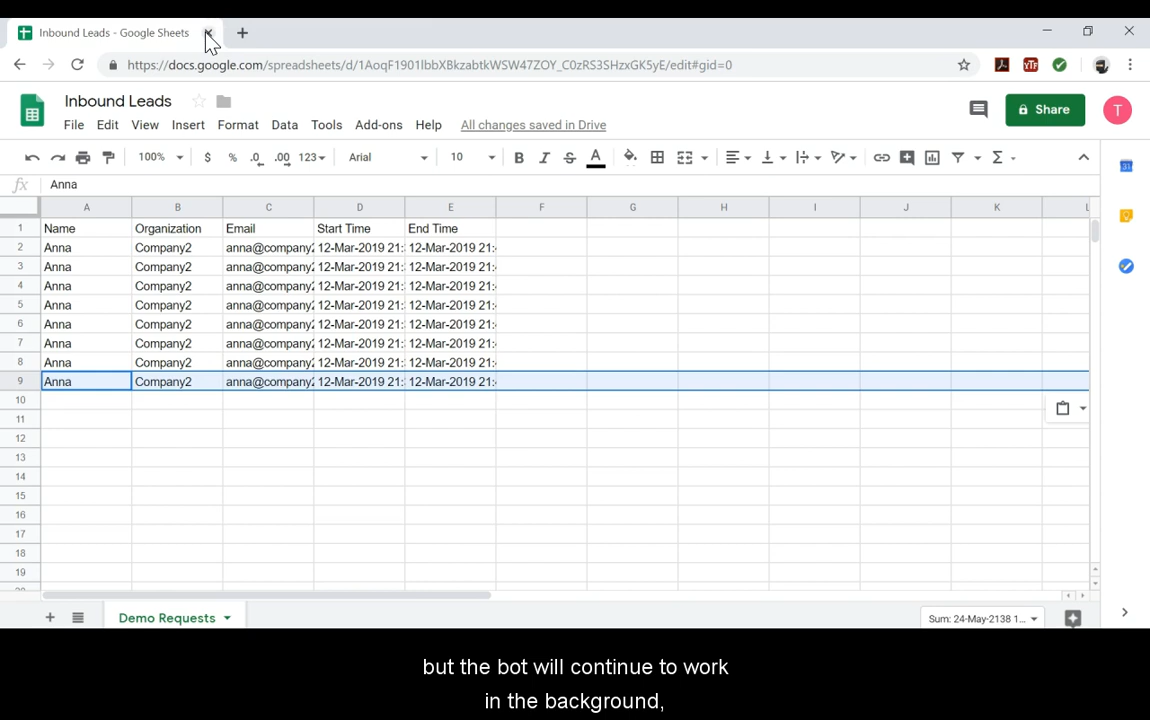 Inbound Leads - Google Sheets
https://docs.google.com/spreadsheets/d/1AoqF1901lbbXBkzabtkWSW47ZOY_C0zRS3SHzxGK5yE/edit#gid=0
Inbound Leads
File Edit View Insert Format Data Tools Add-ons Help All changes saved in Drive
Share
T
100% $ % .0 .00 123 Arial 10 B I S A
fx Anna
A B C D E F G H I J K L
1 Name Organization Email Start Time End Time
2 Anna Company2 anna@company2 12-Mar-2019 21: 12-Mar-2019 21:
3 Anna Company2 anna@company2 12-Mar-2019 21: 12-Mar-2019 21:
4 Anna Company2 anna@company2 12-Mar-2019 21: 12-Mar-2019 21:
5 Anna Company2 anna@company2 12-Mar-2019 21: 12-Mar-2019 21:
6 Anna Company2 anna@company2 12-Mar-2019 21: 12-Mar-2019 21:
7 Anna Company2 anna@company2 12-Mar-2019 21: 12-Mar-2019 21:
8 Anna Company2 anna@company2 12-Mar-2019 21: 12-Mar-2019 21:
9 Anna Company2 anna@company2 12-Mar-2019 21: 12-Mar-2019 21:
10
11
12
13
14
15
16
17
18
19
Demo Requests
Sum: 24-May-2138 1...
but the bot will continue to work
in the background,